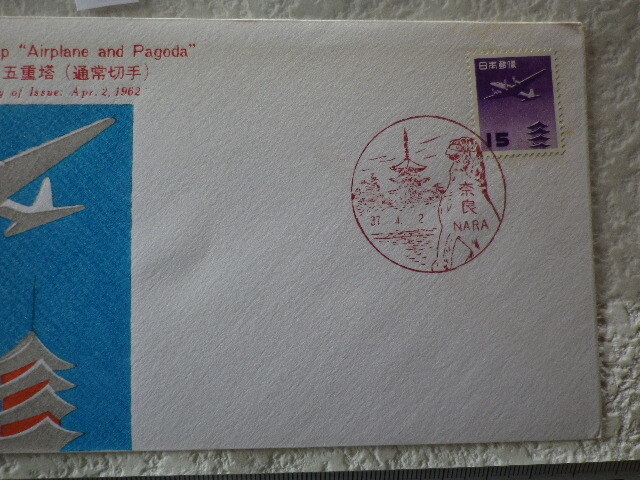 p "Airplane and Pagoda"
五重塔（通常切手）
y of Issue: Apr. 2, 1962
日本郵便
15
奈良
NARA
37. 4. 2